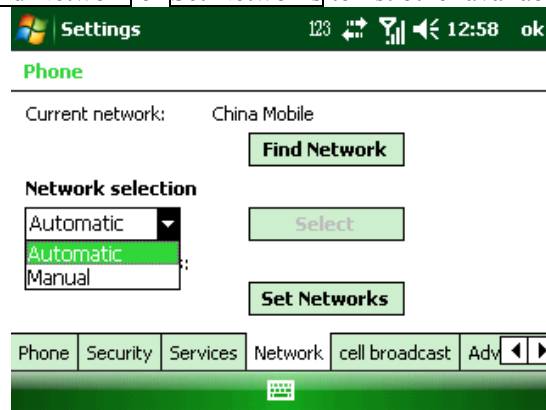 Settings 123 12:58 ok
Phone
Current network: China Mobile
Find Network
Network selection
Automatic Select
Automatic
Manual
Set Networks
Phone Security Services Network cell broadcast Adv